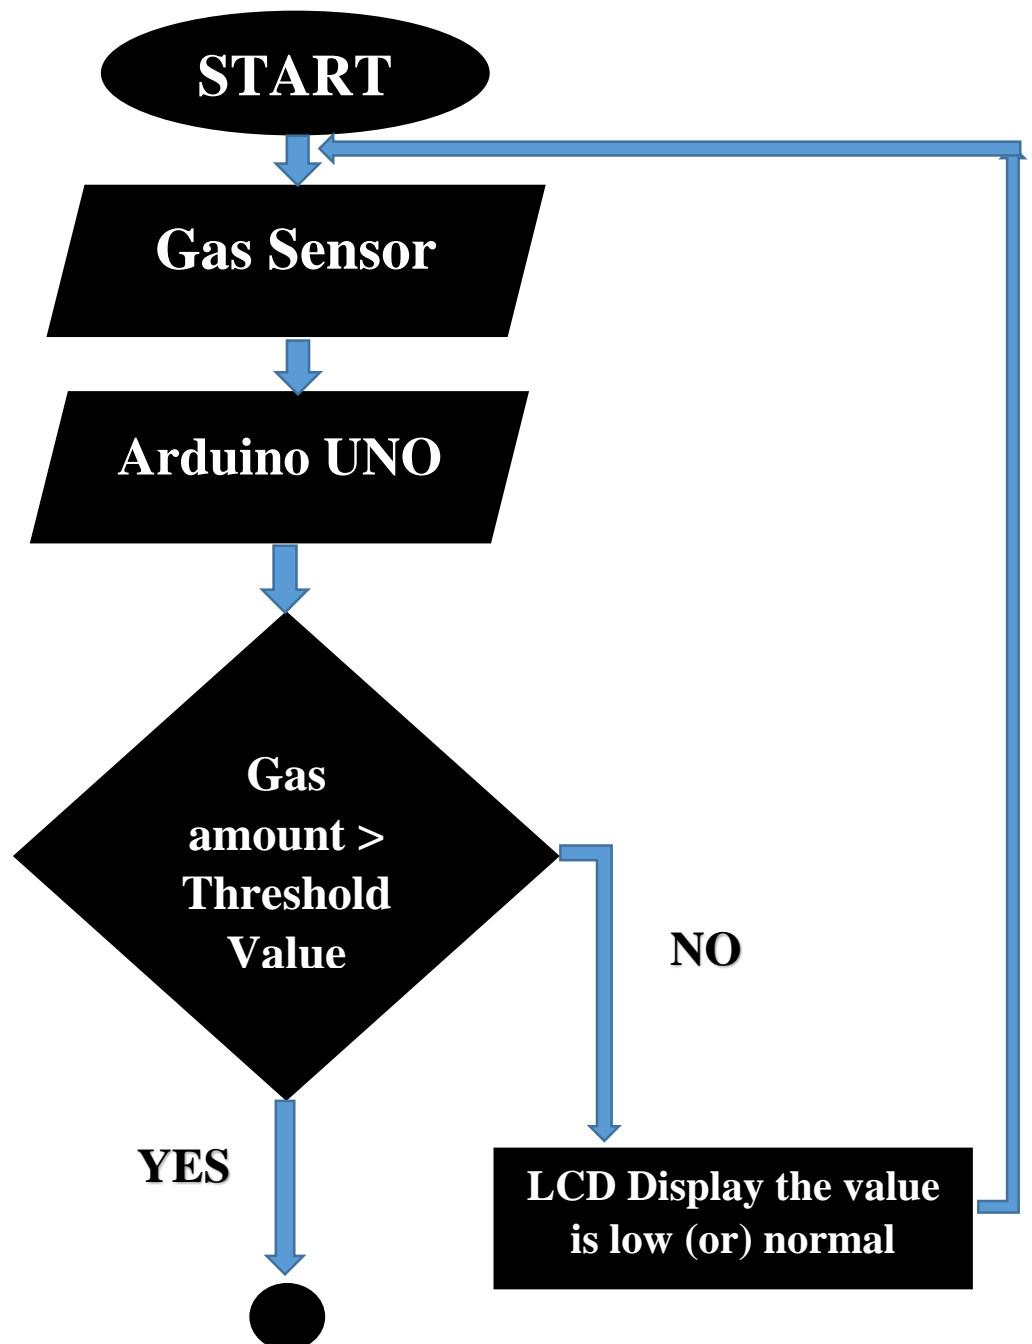 START
Gas Sensor
Arduino UNO
Gas
amount >
Threshold
Value
NO
YES
LCD Display the value
is low (or) normal